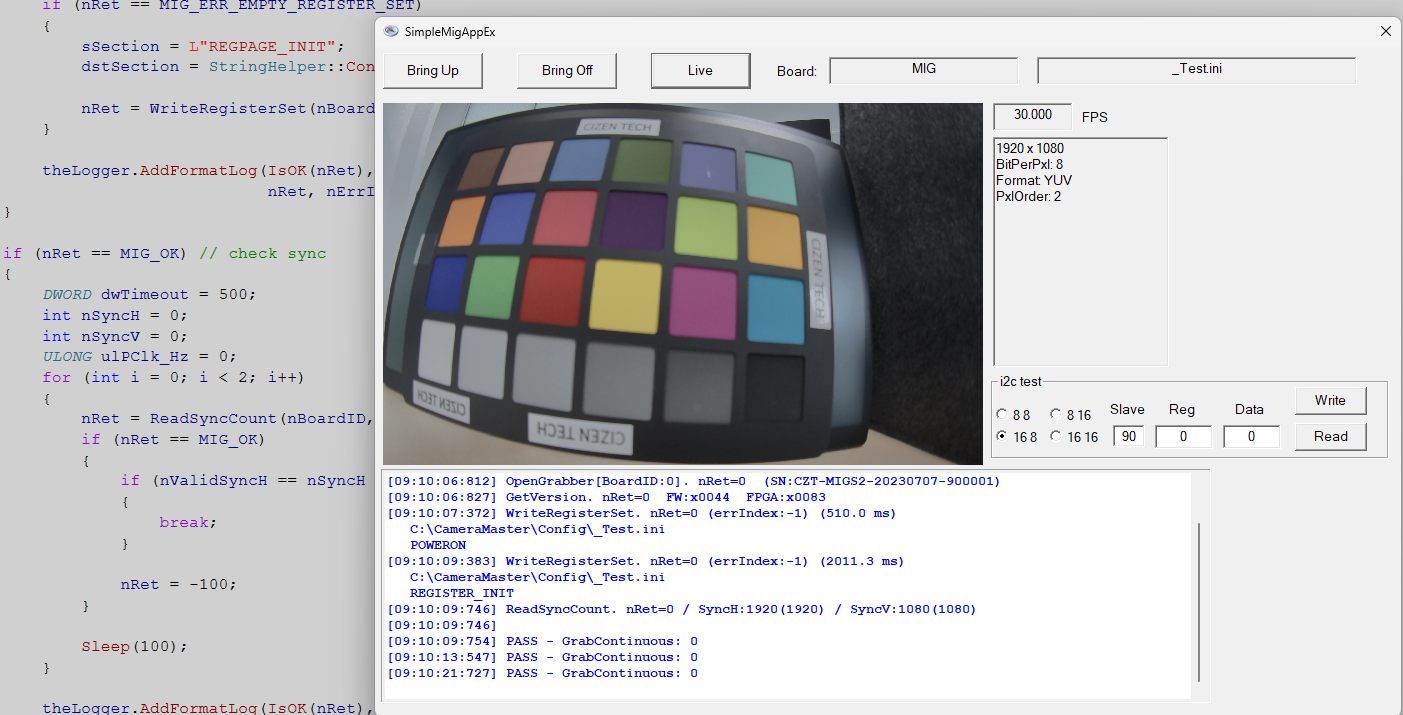 if (nRet == MIG_ERR_EMPTY_REGISTER_SET)
{
sSection = L"REGPAGE_INIT";
dstSection = StringHelper::Con
nRet = WriteRegisterSet(nBoard
}
theLogger.AddFormatLog(IsOK(nRet),
nRet, nErrI
}
if (nRet == MIG_OK) // check sync
{
DWORD dwTimeout = 500;
int nSyncH = 0;
int nSyncV = 0;
ULONG ulPClk_Hz = 0;
for (int i = 0; i < 2; i++)
{
nRet = ReadSyncCount(nBoardID,
if (nRet == MIG_OK)
{
if (nValidSyncH == nSyncH
{
break;
}
nRet = -100;
}
Sleep(100);
}
theLogger.AddFormatLog(IsOK(nRet),
SimpleMigAppEx
Bring Up
Bring Off
Live
Board:
MIG
_Test.ini
CIZEN TECH
CIZEN TECH
CIZEN TECH
CIZEN TECH
30.000
FPS
1920 x 1080
BitPerPxl: 8
Format: YUV
PxlOrder: 2
i2c test
8 8
8 16
Slave
Reg
Data
Write
16 8
16 16
90
0
0
Read
[09:10:06:812] OpenGrabber[BoardID:0]. nRet=0 (SN:CZT-MIGS2-20230707-900001)
[09:10:06:827] GetVersion. nRet=0 FW:x0044 FPGA:x0083
[09:10:07:372] WriteRegisterSet. nRet=0 (errIndex:-1) (510.0 ms)
C:\CameraMaster\Config\_Test.ini
POWERON
[09:10:09:383] WriteRegisterSet. nRet=0 (errIndex:-1) (2011.3 ms)
C:\CameraMaster\Config\_Test.ini
REGISTER_INIT
[09:10:09:746] ReadSyncCount. nRet=0 / SyncH:1920(1920) / SyncV:1080(1080)
[09:10:09:746]
[09:10:09:754] PASS - GrabContinuous: 0
[09:10:13:547] PASS - GrabContinuous: 0
[09:10:21:727] PASS - GrabContinuous: 0